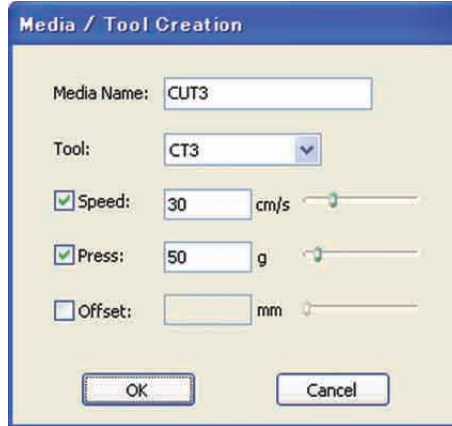 Media / Tool Creation
Media Name: CUT3
Tool: CT3
Speed: 30 cm/s
Press: 50 g
Offset: mm
OK Cancel